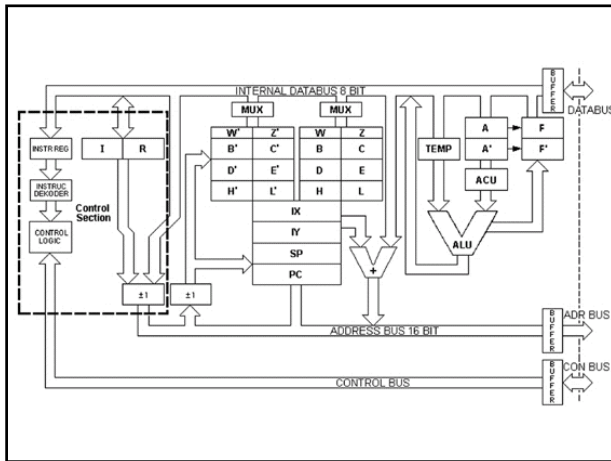 INTERNAL DATABUS 8 BIT
BUFFER
DATABUS
MUX
MUX
W' Z' W Z
B' C' B C
D' E' D E
H' L' H L
IX
IY
SP
PC
INSTR REG
INSTRUC DEKODER
CONTROL LOGIC
Control Section
I R
±1
±1
+
TEMP
A F
A' F'
ACU
ALU
ADDRESS BUS 16 BIT
BUFFER
ADR BUS
CONTROL BUS
BUFFER
CON BUS